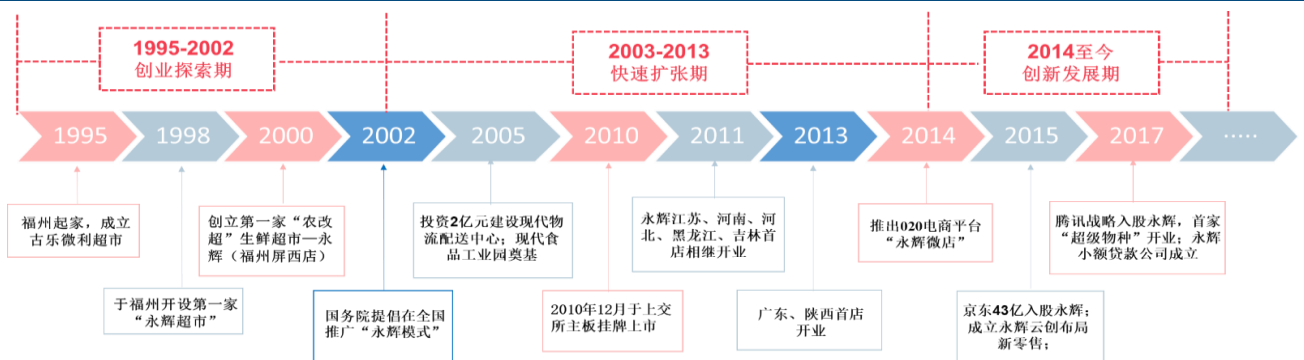 1995-2002
创业探索期
2003-2013
快速扩张期
2014至今
创新发展期
1995
1998
2000
2002
2005
2010
2011
2013
2014
2015
2017
.....
福州起家，成立
古乐微利超市
创立第一家“农改
超”生鲜超市—永
辉（福州屏西店）
投资2亿元建设现代物
流配送中心；现代食
品工业园奠基
永辉江苏、河南、河
北、黑龙江、吉林首
店相继开业
推出020电商平台
“永辉微店”
腾讯战略入股永辉，首家
“超级物种”开业；永辉
小额贷款公司成立
于福州开设第一家
“永辉超市”
国务院提倡在全国
推广“永辉模式”
2010年12月于上交
所主板挂牌上市
广东、陕西首店
开业
京东43亿入股永辉；
成立永辉云创布局
新零售；